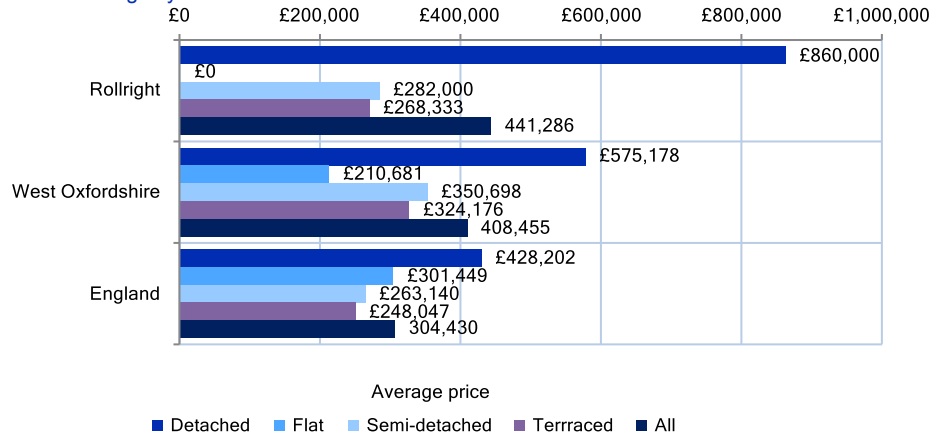 £0 £200,000 £400,000 £600,000 £800,000 £1,000,000
£860,000
£0
Rollright
£282,000
£268,333
441,286
£575,178
£210,681
West Oxfordshire
£350,698
£324,176
408,455
£428,202
£301,449
England
£263,140
£248,047
304,430
Average price
Detached Flat Semi-detached Terrraced All